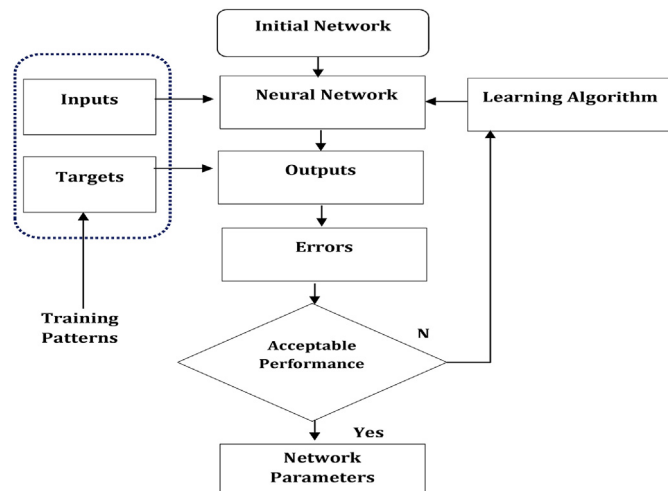 Initial Network
Inputs
Neural Network
Learning Algorithm
Targets
Outputs
Errors
Training
Patterns
N
Acceptable
Performance
Yes
Network
Parameters